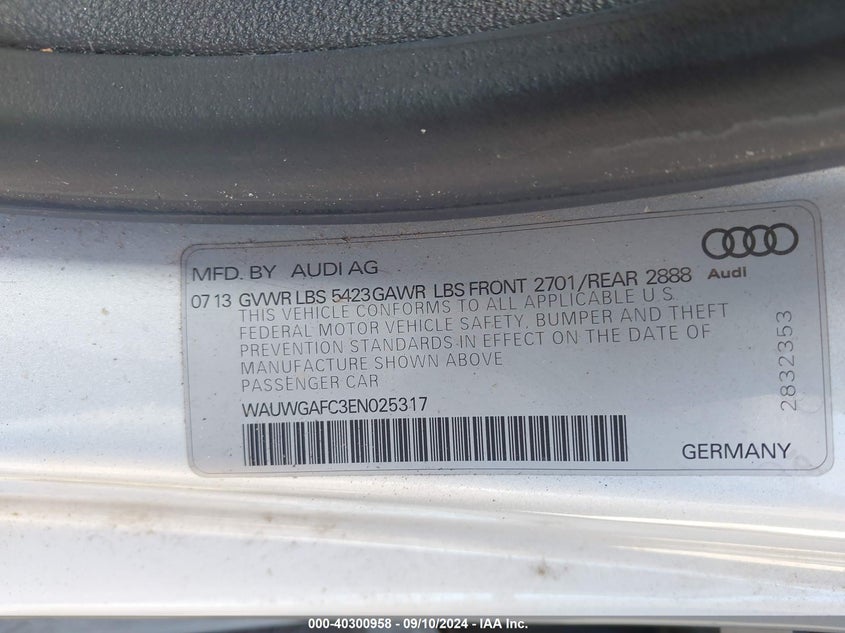 MFD. BY AUDI AG
Audi
07 13 GVWR LBS 5423 GAWR LBS FRONT 2701/REAR 2888
THIS VEHICLE CONFORMS TO ALL APPLICABLE U.S.
FEDERAL MOTOR VEHICLE SAFETY, BUMPER AND THEFT
PREVENTION STANDARDS IN EFFECT ON THE DATE OF
MANUFACTURE SHOWN ABOVE
PASSENGER CAR
WAUWGAFC3EN025317
2832353
GERMANY
000-40300958 - 09/10/2024 - IAA Inc.